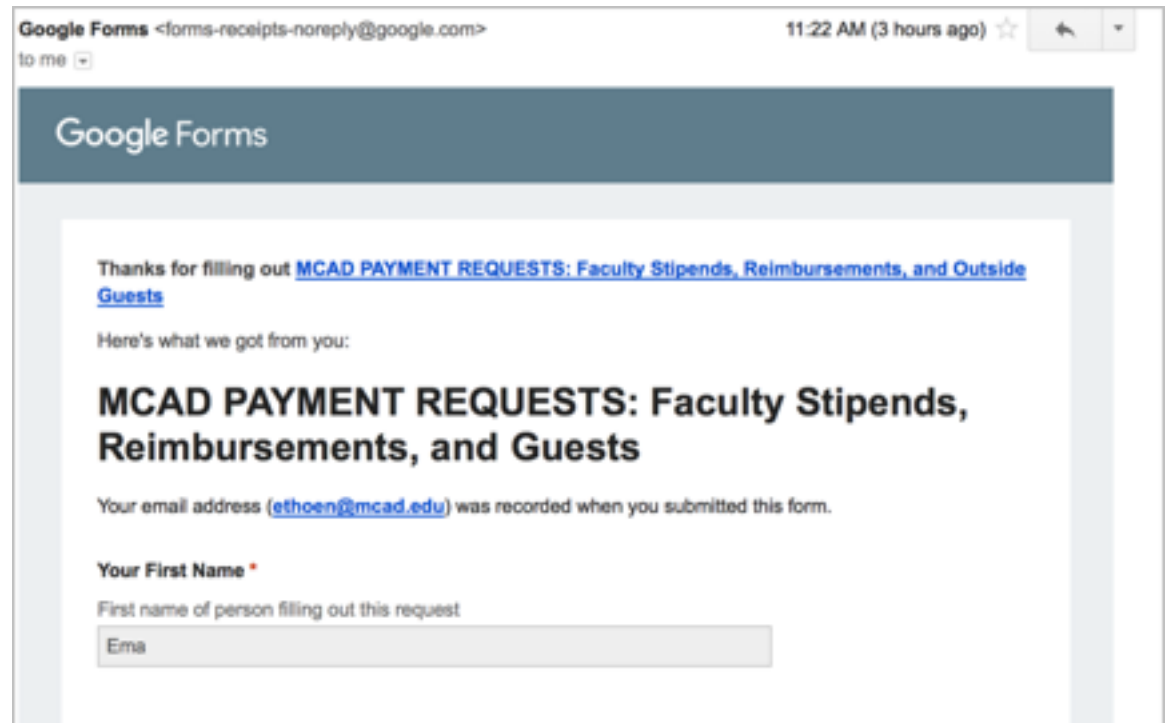 Google Forms <forms-receipts-noreply@google.com>
11:22 AM (3 hours ago)
to me
Google Forms
Thanks for filling out MCAD PAYMENT REQUESTS: Faculty Stipends, Reimbursements, and Outside
Guests
Here's what we got from you:
MCAD PAYMENT REQUESTS: Faculty Stipends,
Reimbursements, and Guests
Your email address (ethoen@mcad.edu) was recorded when you submitted this form.
Your First Name *
First name of person filling out this request
Ema